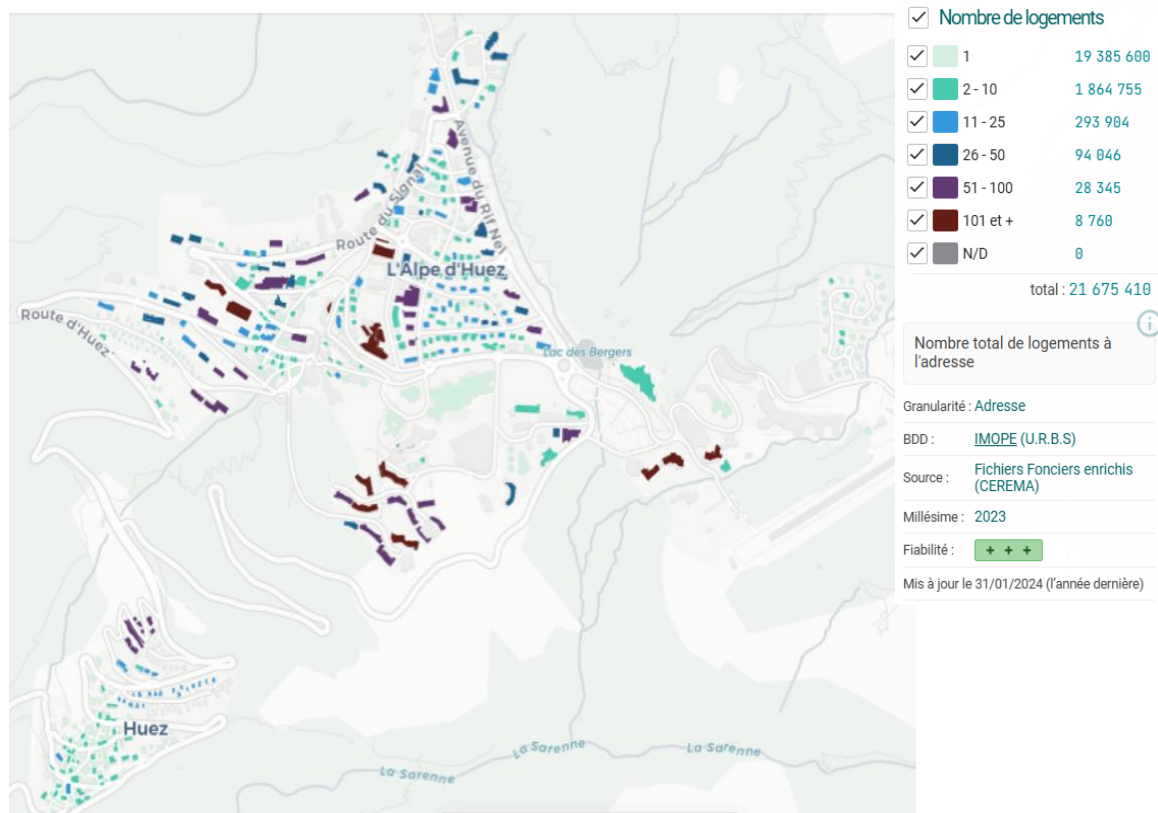 Avenue du Rif Nel
Route du Signal
L'Alpe d'Huez
Route d'Huez
Lac des Bergers
Huez
La Sarenne
La Sarenne
La Sarenne
Nombre de logements
1 19 385 600
2 - 10 1 864 755
11 - 25 293 904
26 - 50 94 046
51 - 100 28 345
101 et + 8 760
N/D 0
total : 21 675 410
Nombre total de logements à
l'adresse
Granularité : Adresse
BDD : IMOPE (U.R.B.S)
Source : Fichiers Fonciers enrichis
(CEREMA)
Millésime : 2023
Fiabilité : + + +
Mis à jour le 31/01/2024 (l'année dernière)